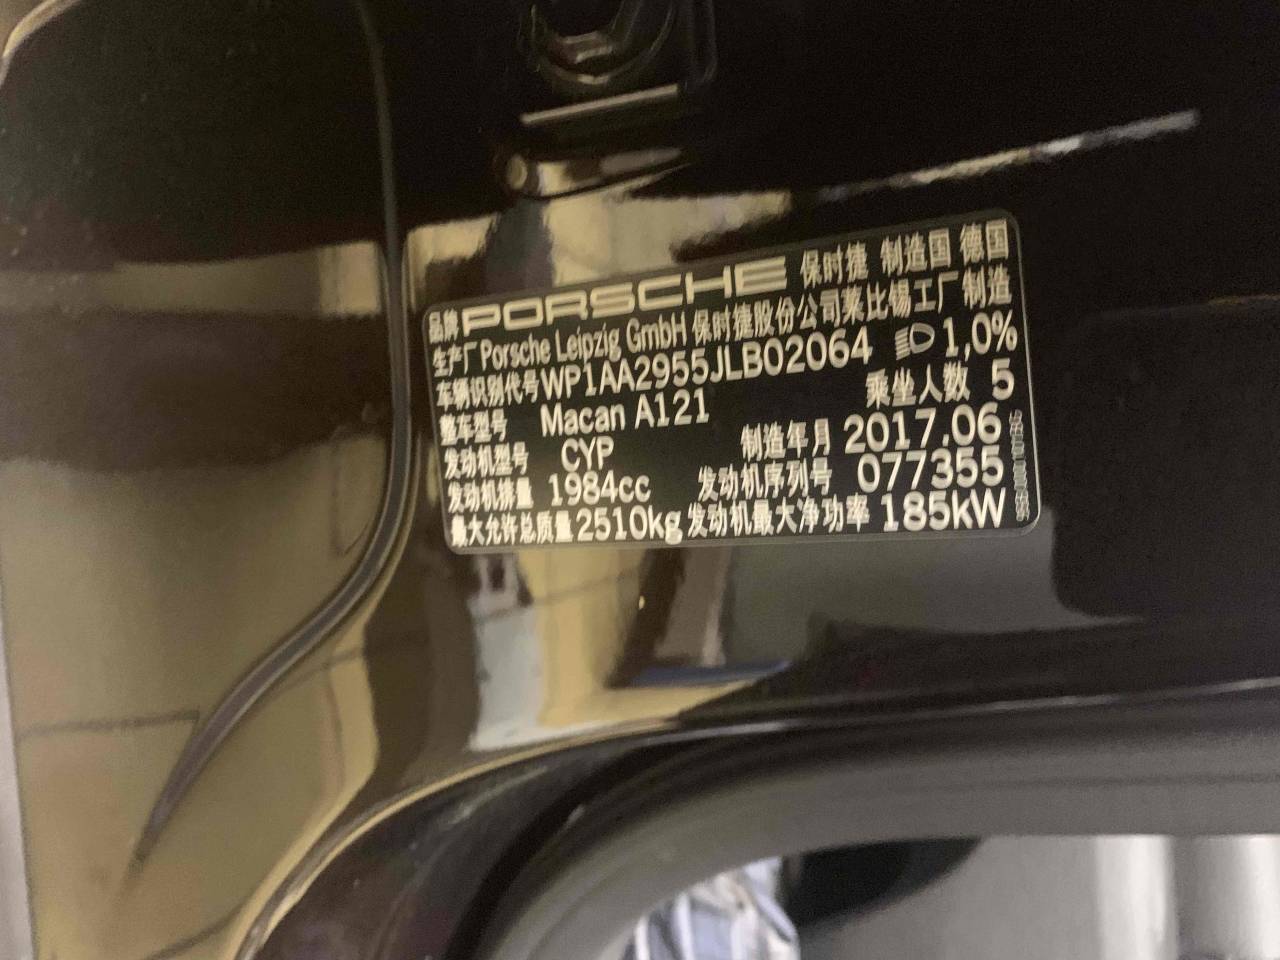 品牌 PORSCHE 保时捷 制造国 德国
生产厂 Porsche Leipzig GmbH 保时捷股份公司莱比锡工厂制造
车辆识别代号 WP1AA2955JLB02064 1,0%
整车型号 Macan A121 乘坐人数 5
发动机型号 CYP 制造年月 2017.06
发动机排量 1984cc 发动机序列号 077355
最大允许总质量 2510kg 发动机最大净功率 185kW